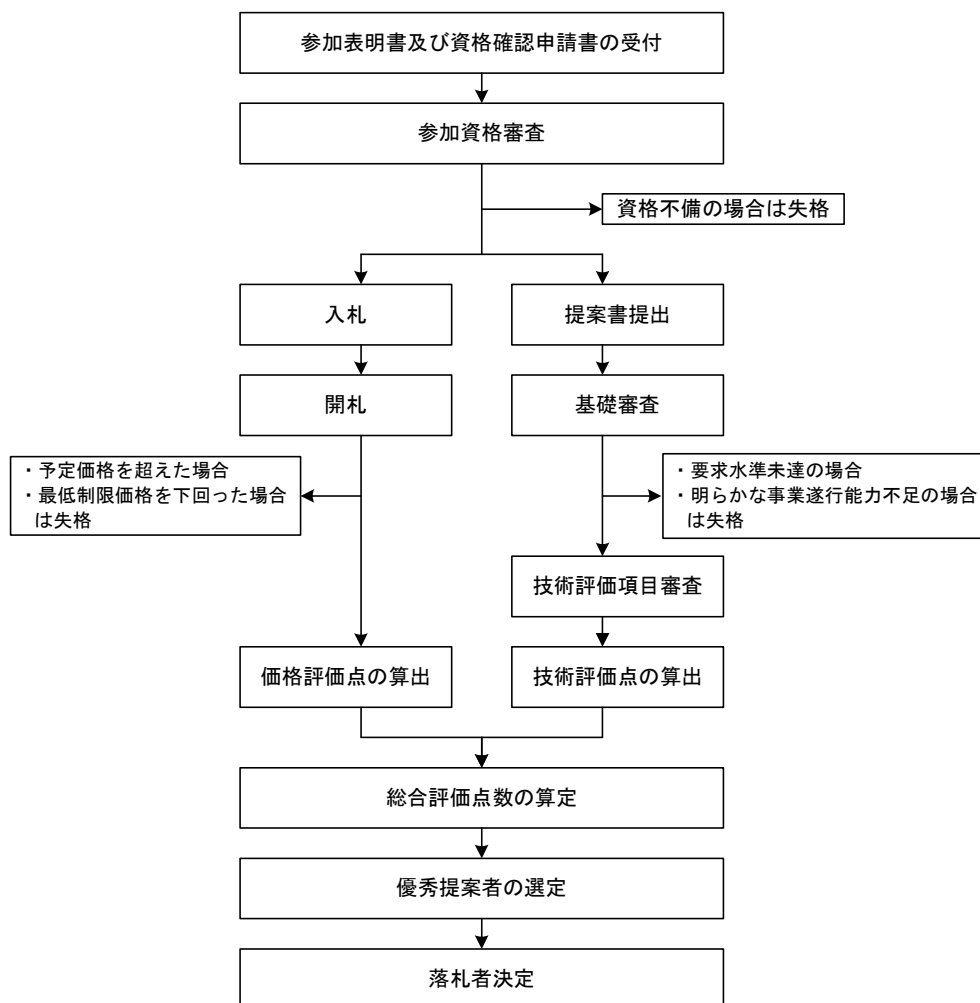 参加表明書及び資格確認申請書の受付
参加資格審査
資格不備の場合は失格
入札
提案書提出
開札
基礎審査
・予定価格を超えた場合
・最低制限価格を下回った場合
は失格
・要求水準未達の場合
・明らかな事業遂行能力不足の場合
は失格
技術評価項目審査
価格評価点の算出
技術評価点の算出
総合評価点数の算定
優秀提案者の選定
落札者決定